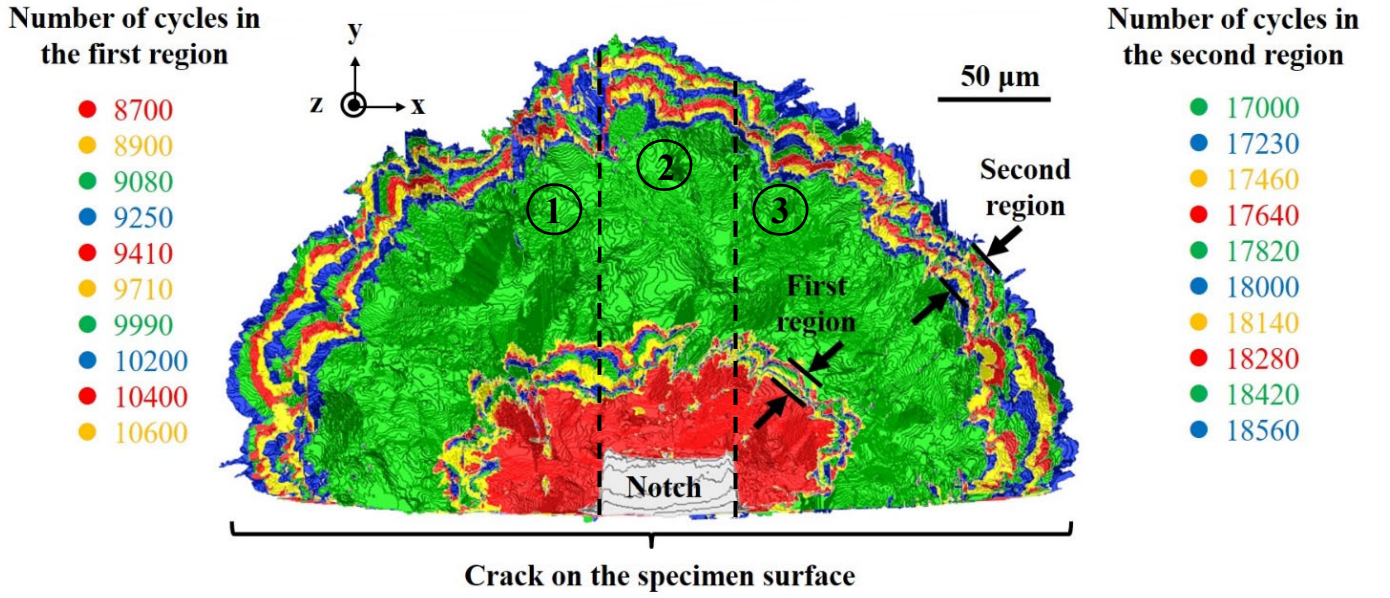 Number of cycles in
the first region
8700
8900
9080
9250
9410
9710
9990
10200
10400
10600
y
z
x
50 μm
1
2
3
Second
region
First
region
Notch
Crack on the specimen surface
Number of cycles in
the second region
17000
17230
17460
17640
17820
18000
18140
18280
18420
18560